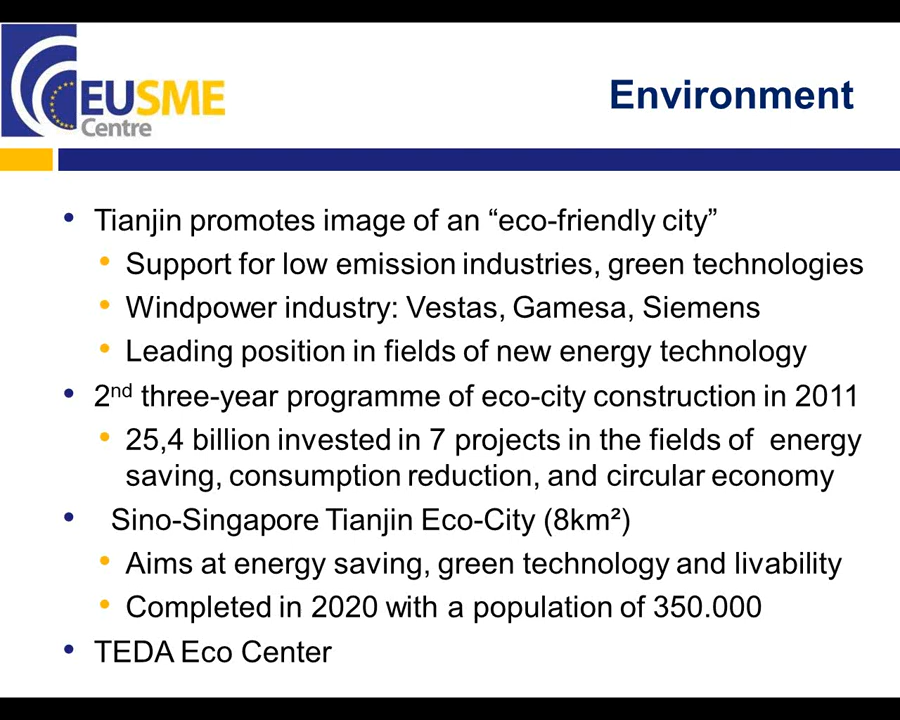 EUSME
Centre
Environment
• Tianjin promotes image of an “eco-friendly city”
• Support for low emission industries, green technologies
• Windpower industry: Vestas, Gamesa, Siemens
• Leading position in fields of new energy technology
• 2nd three-year programme of eco-city construction in 2011
• 25,4 billion invested in 7 projects in the fields of  energy
saving, consumption reduction, and circular economy
• Sino-Singapore Tianjin Eco-City (8km²)
• Aims at energy saving, green technology and livability
• Completed in 2020 with a population of 350.000
• TEDA Eco Center